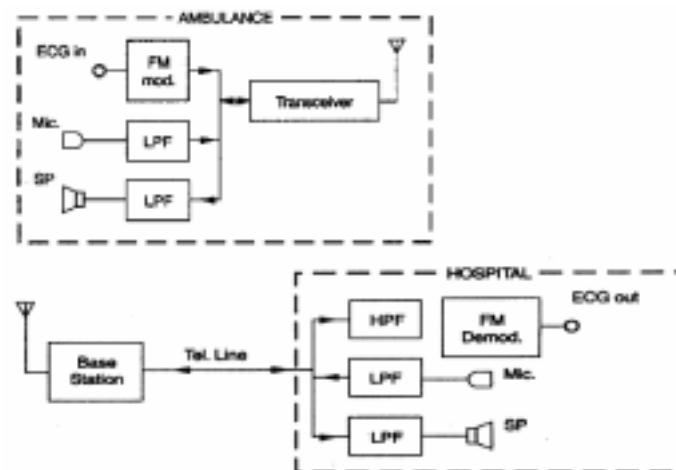 AMBULANCE
ECG in
FM
mod.
Transceiver
Mic.
LPF
SP
LPF
HOSPITAL
ECG out
HPF
FM
Demod.
Base
Station
Tel. Line
LPF
Mic.
LPF
SP